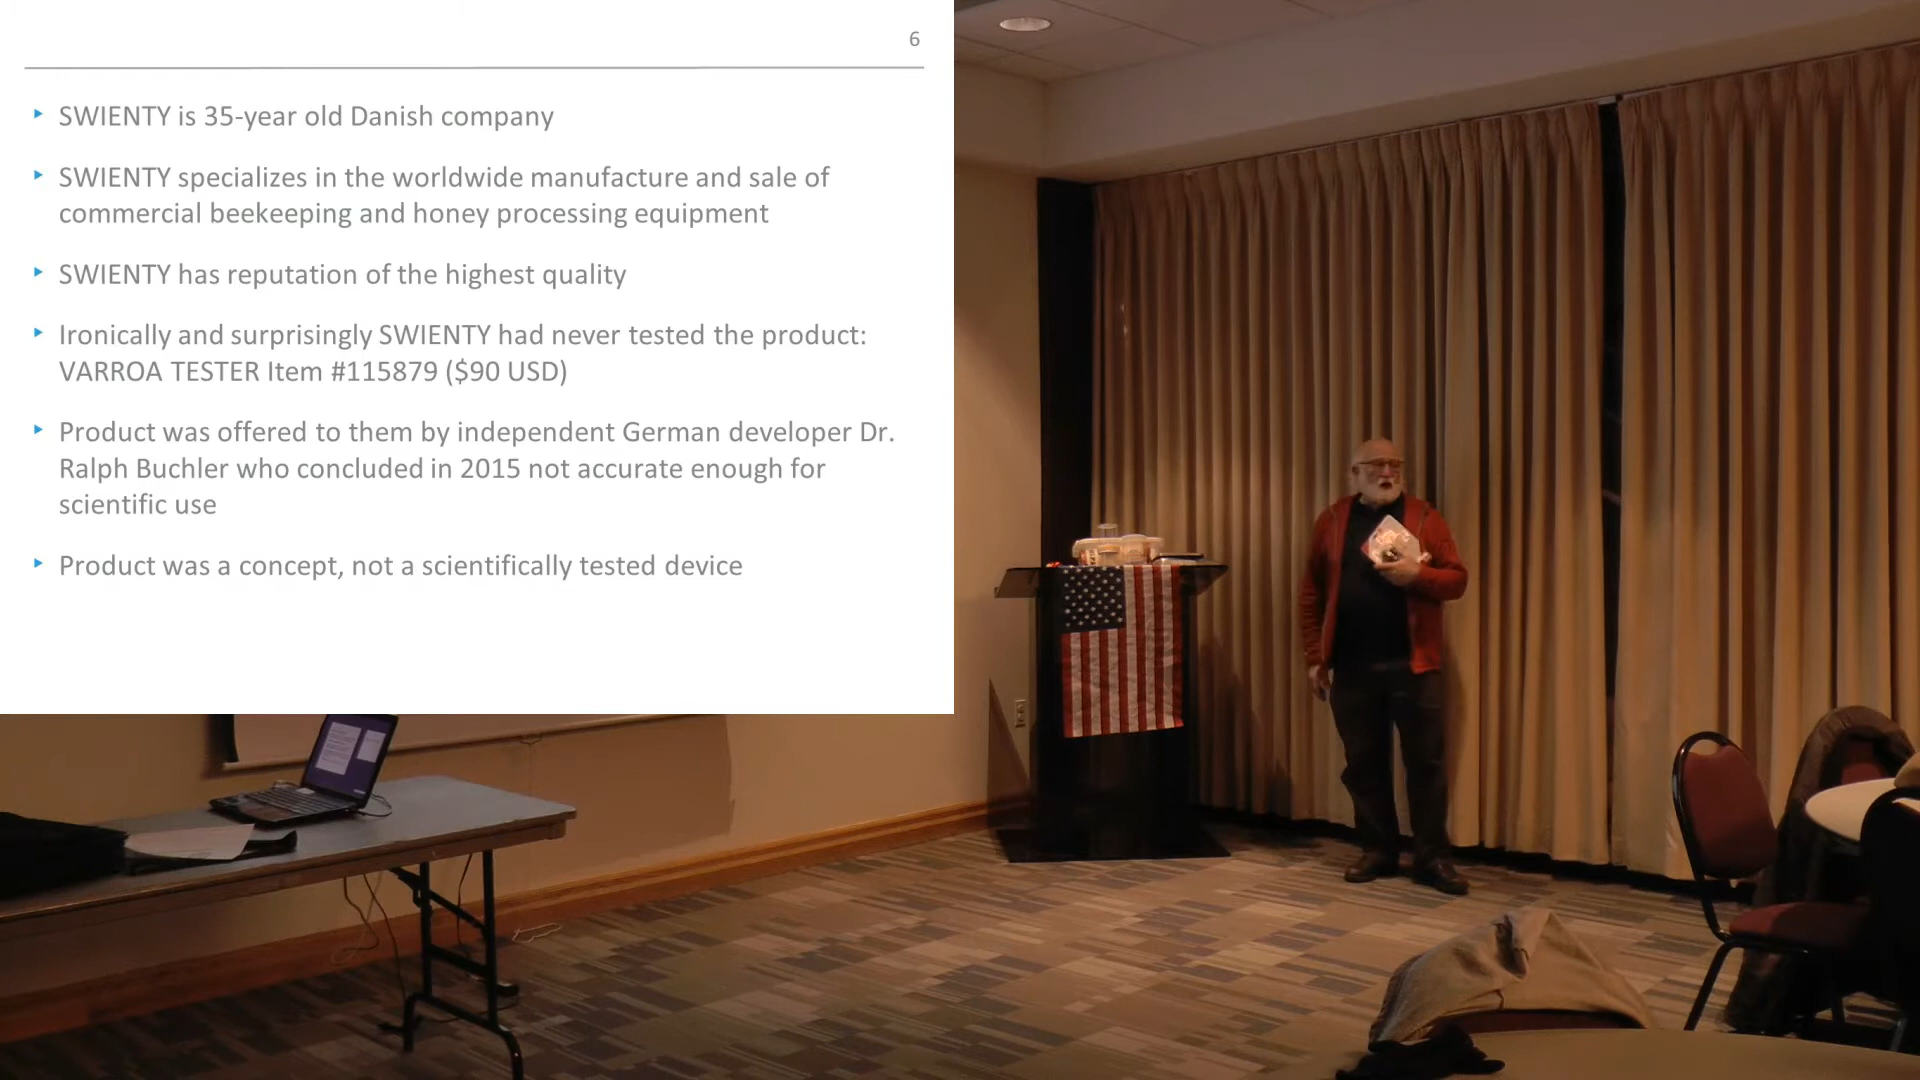 6
SWIENTY is 35-year old Danish company
SWIENTY specializes in the worldwide manufacture and sale of
commercial beekeeping and honey processing equipment
SWIENTY has reputation of the highest quality
Ironically and surprisingly SWIENTY had never tested the product:
VARROA TESTER Item #115879 ($90 USD)
Product was offered to them by independent German developer Dr.
Ralph Buchler who concluded in 2015 not accurate enough for
scientific use
Product was a concept, not a scientifically tested device